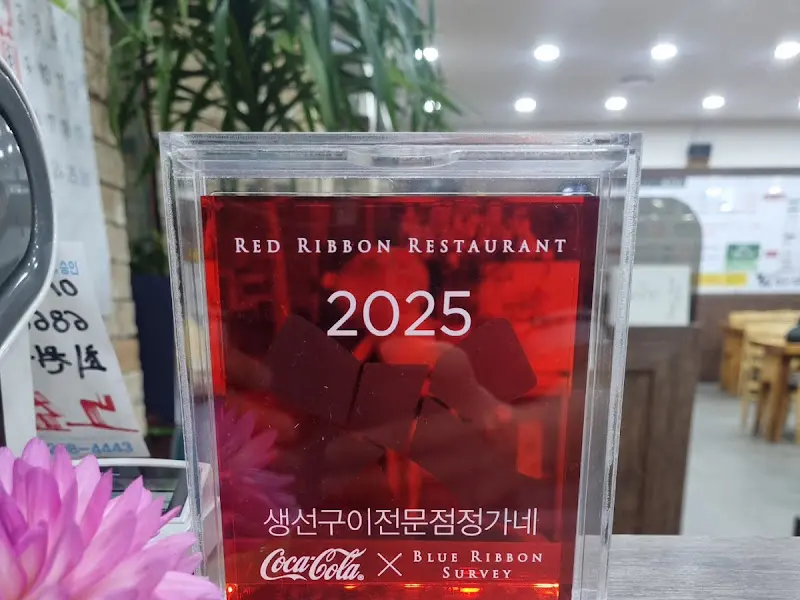 RED RIBBON RESTAURANT
2025
생선구이전문점정가네
Coca-Cola® × BLUE RIBBON
SURVEY
-4443